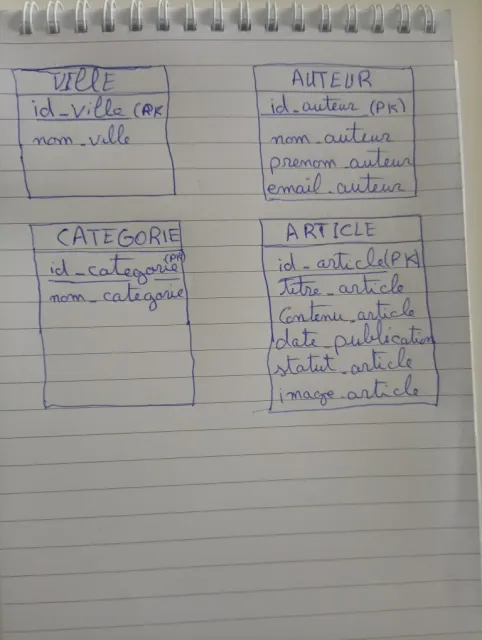 VILLE
id_ville (PK
nom_ville
AUTEUR
id_auteur (PK)
nom_auteur
prenom_auteur
email_auteur
CATEGORIE
id_categorie (PK)
nom_categorie
ARTICLE
id_article (PK)
titre_article
Contenu_article
date_publication
statut_article
image_article